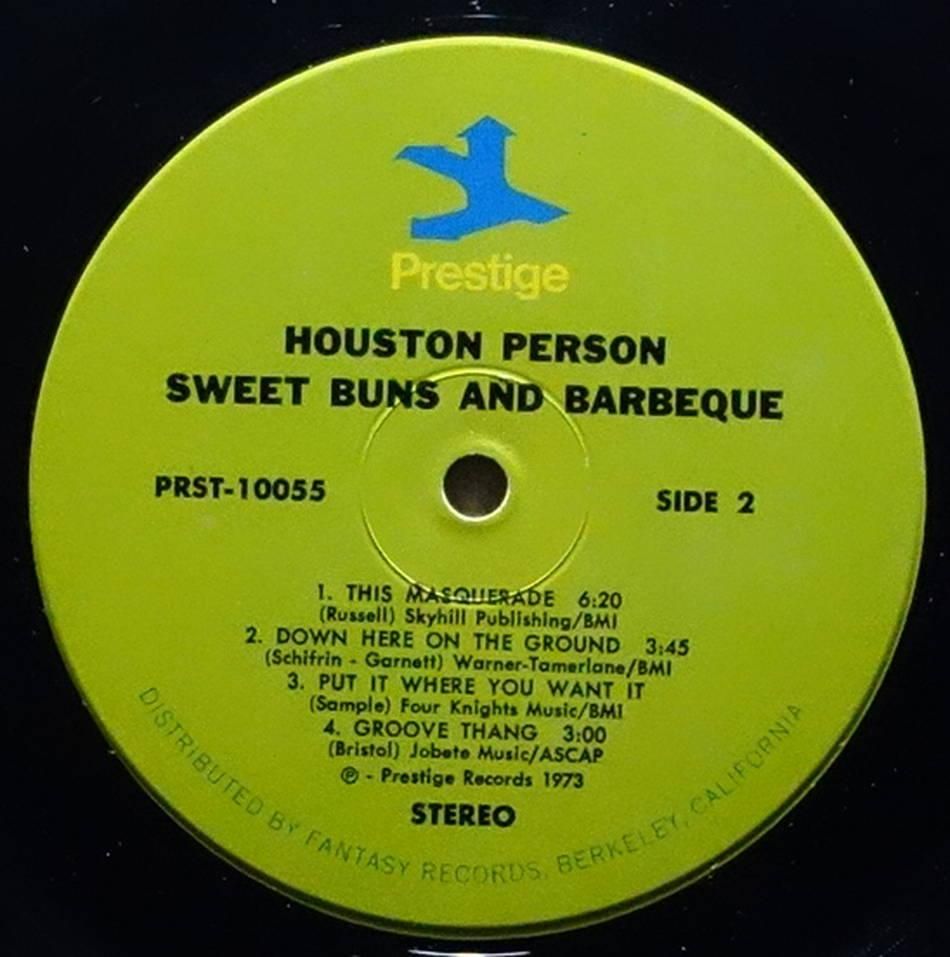 Prestige
HOUSTON PERSON
SWEET BUNS AND BARBEQUE
PRST-10055
SIDE 2
1. THIS MASQUERADE 6:20
(Russell) Skyhill Publishing/BMI
2. DOWN HERE ON THE GROUND 3:45
(Schifrin - Garnett) Warner-Tamerlane/BMI
3. PUT IT WHERE YOU WANT IT
(Sample) Four Knights Music/BMI
4. GROOVE THANG 3:00
(Bristol) Jobete Music/ASCAP
℗ - Prestige Records 1973
STEREO
DISTRIBUTED BY FANTASY RECORDS, BERKELEY, CALIFORNIA